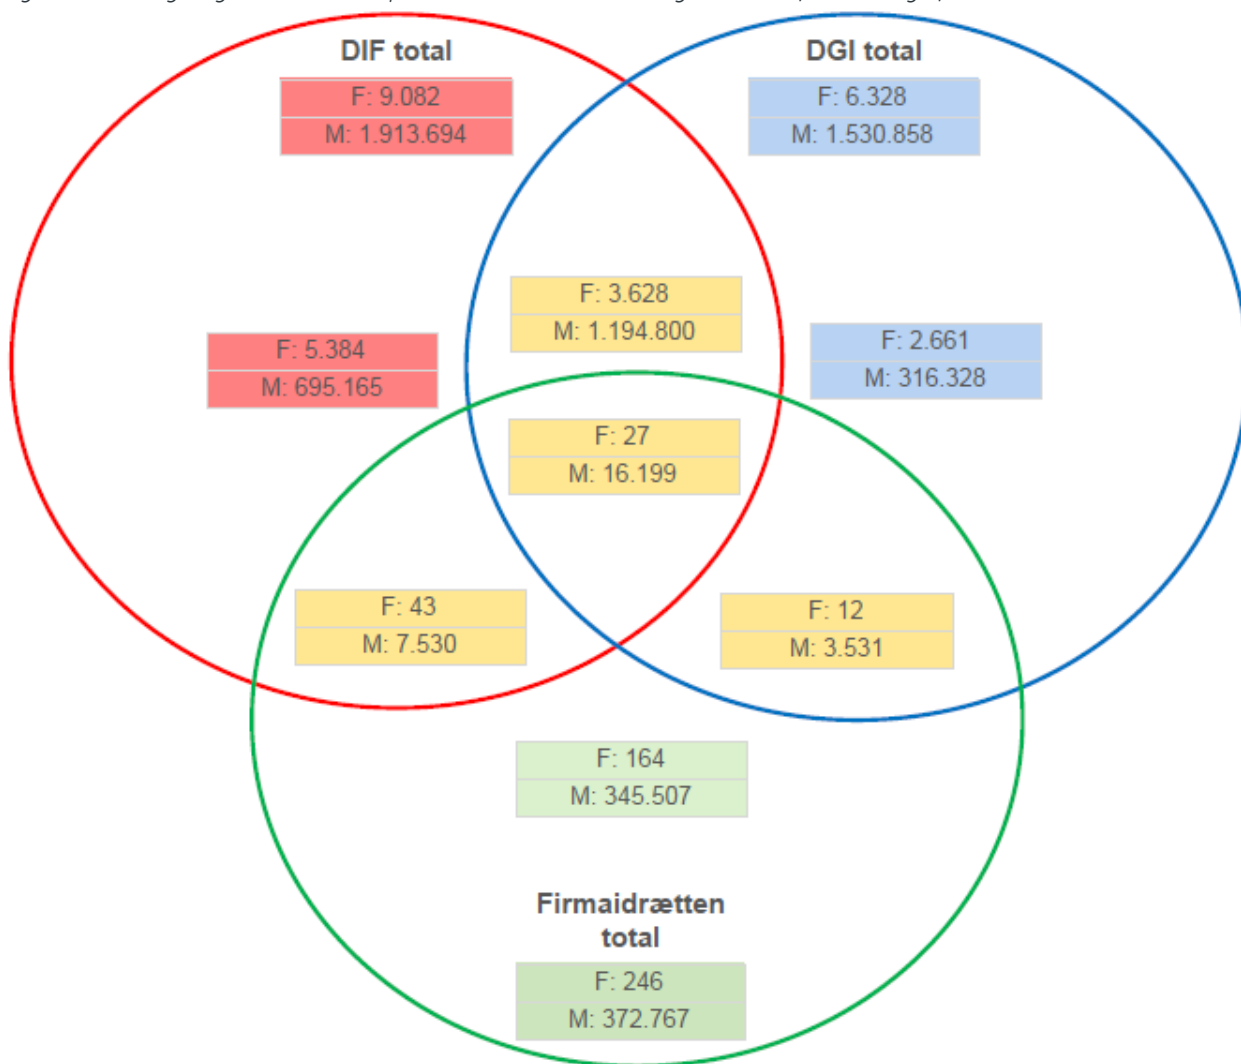 DIF total
F: 9.082
M: 1.913.694
DGI total
F: 6.328
M: 1.530.858
F: 3.628
M: 1.194.800
F: 5.384
M: 695.165
F: 2.661
M: 316.328
F: 27
M: 16.199
F: 43
M: 7.530
F: 12
M: 3.531
F: 164
M: 345.507
Firmaidrætten
total
F: 246
M: 372.767